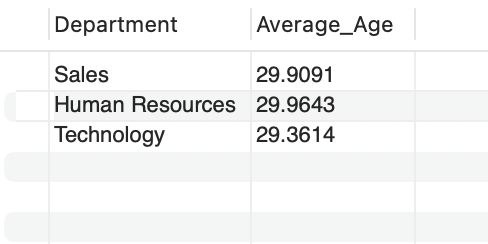 Department Average_Age
Sales 29.9091
Human Resources 29.9643
Technology 29.3614